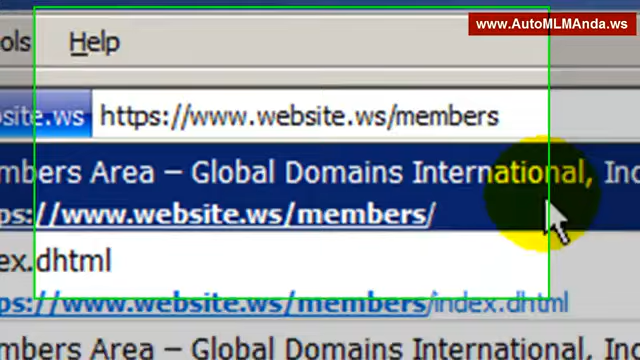 www.AutoMLMAnda.ws
ols Help
site.ws https://www.website.ws/members
mbers Area – Global Domains International, Inc
ps://www.website.ws/members/
ex.dhtml
ps://www.website.ws/members/index.dhtml
mbers Area – Global Domains International, Inc